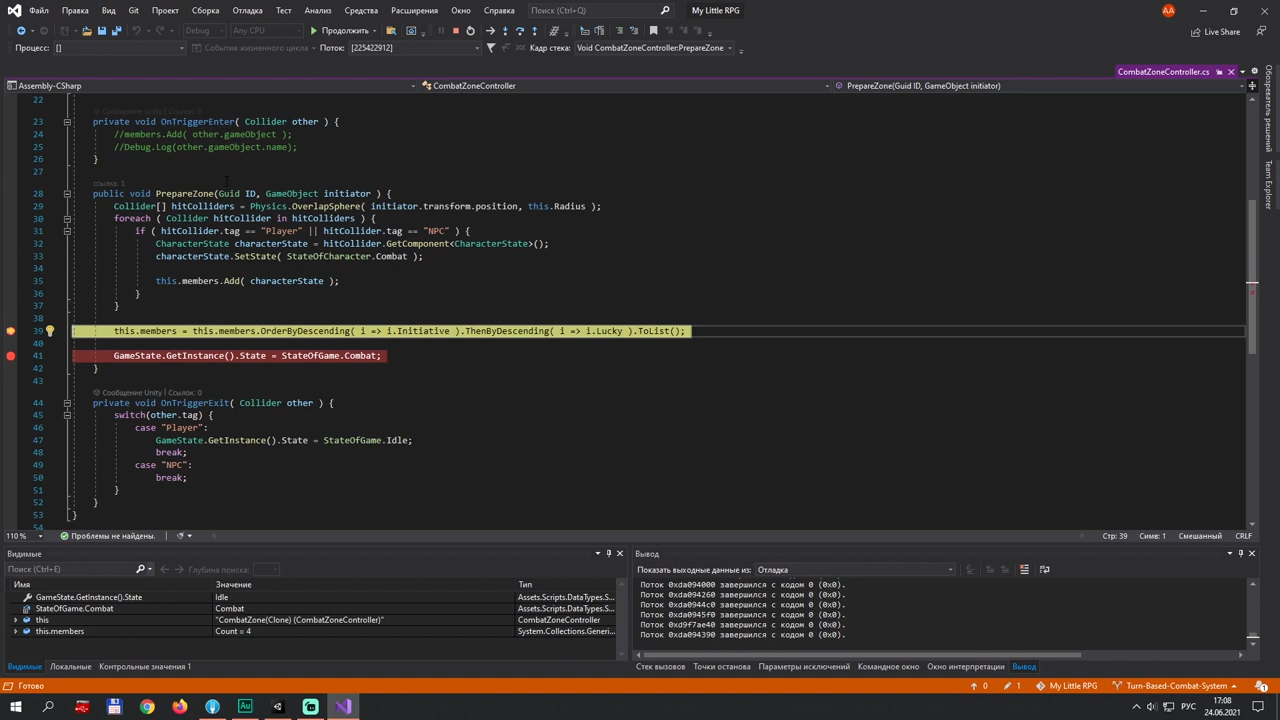 Файл Правка Вид Git Проект Сборка Отладка Тест Анализ Средства Расширения Окно Справка Поиск (Ctrl+Q) My Little RPG AA
Debug Any CPU Продолжить Live Share
Процесс: [] События жизненного цикла Поток: [225422912] Кадр стека: Void CombatZoneController:PrepareZone
CombatZoneController.cs
Assembly-CSharp CombatZoneController PrepareZone(Guid ID, GameObject initiator)
22
Сообщение Unity | Ссылок: 0
23 private void OnTriggerEnter( Collider other ) {
24 //members.Add( other.gameObject );
25 //Debug.Log(other.gameObject.name);
26 }
27
ссылка: 1
28 public void PrepareZone(Guid ID, GameObject initiator ) {
29 Collider[] hitColliders = Physics.OverlapSphere( initiator.transform.position, this.Radius );
30 foreach ( Collider hitCollider in hitColliders ) {
31 if ( hitCollider.tag == "Player" || hitCollider.tag == "NPC" ) {
32 CharacterState characterState = hitCollider.GetComponent<CharacterState>();
33 characterState.SetState( StateOfCharacter.Combat );
34
35 this.members.Add( characterState );
36 }
37 }
38
39 this.members = this.members.OrderByDescending( i => i.Initiative ).ThenByDescending( i => i.Lucky ).ToList();
40
41 GameState.GetInstance().State = StateOfGame.Combat;
42 }
43
Сообщение Unity | Ссылок: 0
44 private void OnTriggerExit( Collider other ) {
45 switch(other.tag) {
46 case "Player":
47 GameState.GetInstance().State = StateOfGame.Idle;
48 break;
49 case "NPC":
50 break;
51 }
52 }
53 }
54
Обозреватель решений
Team Explorer
110 % Проблемы не найдены. Стр: 39 Симв: 1 Смешанный CRLF
Видимые
Поиск (Ctrl+E) Глубина поиска:
Имя Значение Тип
GameState.GetInstance().State Idle Assets.Scripts.DataTypes.S...
StateOfGame.Combat Combat Assets.Scripts.DataTypes.S...
this "CombatZone(Clone) (CombatZoneController)" CombatZoneController
this.members Count = 4 System.Collections.Generi...
Видимые Локальные Контрольные значения 1
Вывод
Показать выходные данные из: Отладка
Поток 0xda094000 завершился с кодом 0 (0x0).
Поток 0xda094260 завершился с кодом 0 (0x0).
Поток 0xda0944c0 завершился с кодом 0 (0x0).
Поток 0xda0945f0 завершился с кодом 0 (0x0).
Поток 0xd9f7ae40 завершился с кодом 0 (0x0).
Поток 0xda094390 завершился с кодом 0 (0x0).
Стек вызовов Точки останова Параметры исключений Командное окно Окно интерпретации Вывод
Готово 0 1 My Little RPG Turn-Based-Combat-System 1
Au РУС 17:08
24.06.2021